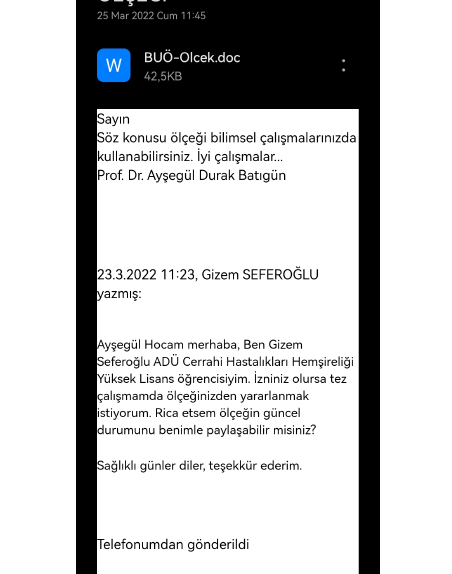 25 Mar 2022 Cum 11:45
W
BUÖ-Olcek.doc
42,5KB
Sayın
Söz konusu ölçeği bilimsel çalışmalarınızda
kullanabilirsiniz. İyi çalışmalar...
Prof. Dr. Ayşegül Durak Batıgün
23.3.2022 11:23, Gizem SEFEROĞLU
yazmış:
Ayşegül Hocam merhaba, Ben Gizem
Seferoğlu ADÜ Cerrahi Hastalıkları Hemşireliği
Yüksek Lisans öğrencisiyim. İzniniz olursa tez
çalışmamda ölçeğinizden yararlanmak
istiyorum. Rica etsem ölçeğin güncel
durumunu benimle paylaşabilir misiniz?
Sağlıklı günler diler, teşekkür ederim.
Telefonumdan gönderildi